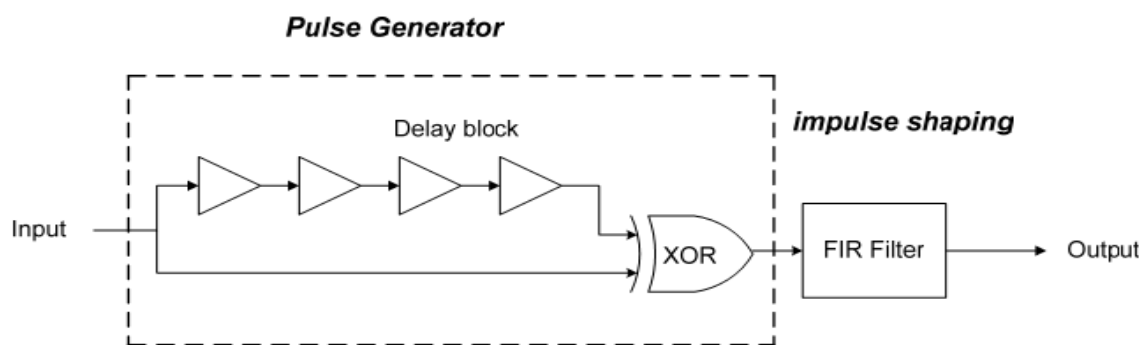 Pulse Generator
Delay block
impulse shaping
Input
XOR
FIR Filter
Output